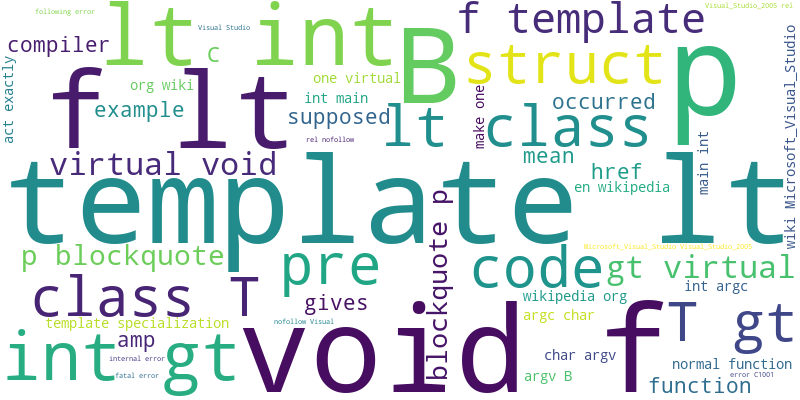 following error
lt int
Visual Studio
f template
Visual_Studio_2005 rel
compiler
C
B
struct
p
act exactly
f lt
org wiki
one virtual
example
int main
supposed
rel nofollow
lt
make one
class
occurred
wiki Microsoft_Visual_Studio
virtual void
mean
href
main int
en wikipedia
template lt
p blockquote
pre
blockquote p
code
Microsoft_Visual_Studio Visual_Studio_2005
gt virtual
class T
gives
wikipedia org
int argc
template specialization
nofollow Visual
void f
argc char
T gt
int
amp
gt
internal error
fatal error
char argv
argv B
normal function
error C1001
function